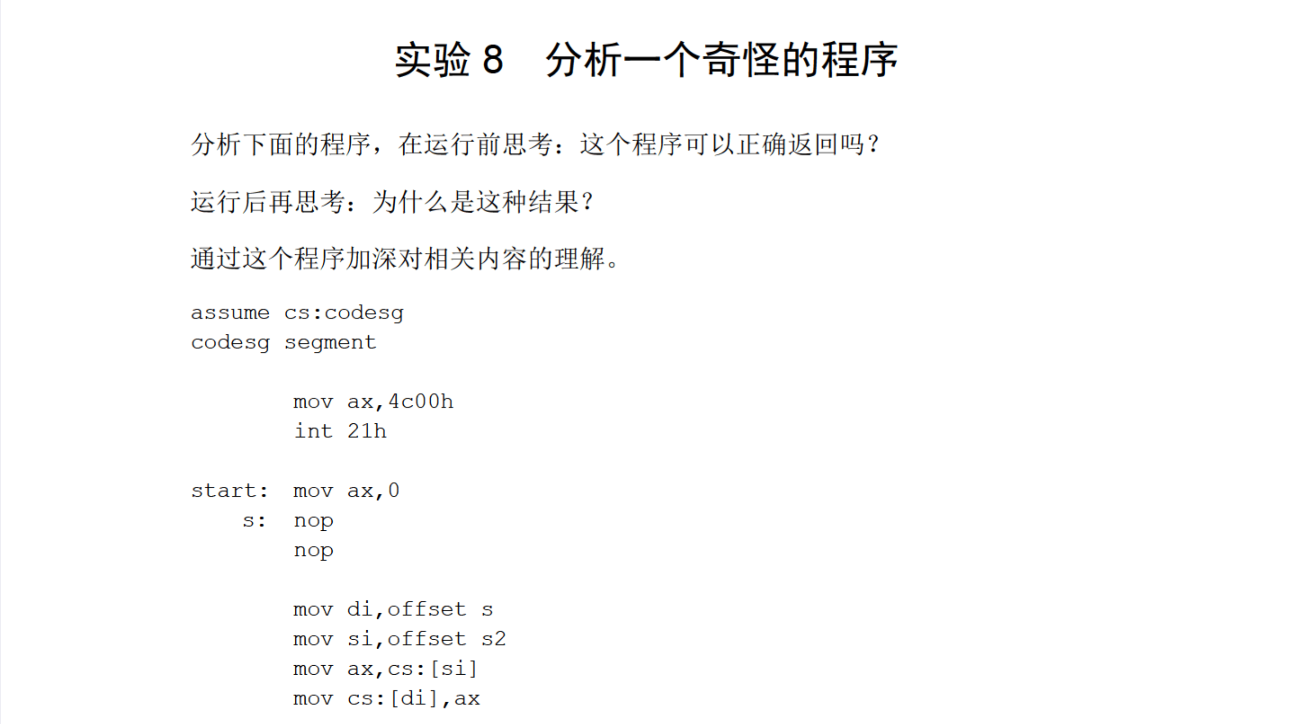 实验 8 分析一个奇怪的程序
分析下面的程序，在运行前思考：这个程序可以正确返回吗？
运行后再思考：为什么是这种结果？
通过这个程序加深对相关内容的理解。
assume cs:codesg
codesg segment
mov ax,4c00h
int 21h
start: mov ax,0
s: nop
nop
mov di,offset s
mov si,offset s2
mov ax,cs:[si]
mov cs:[di],ax